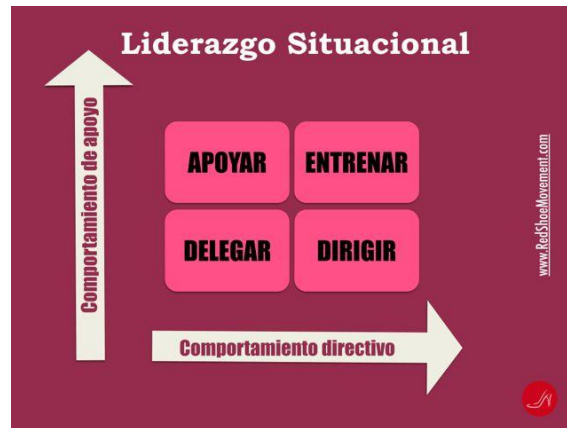 Liderazgo Situacional
Comportamiento de apoyo
APOYAR
ENTRENAR
DELEGAR
DIRIGIR
Comportamiento directivo
www.RedShoeMovement.com